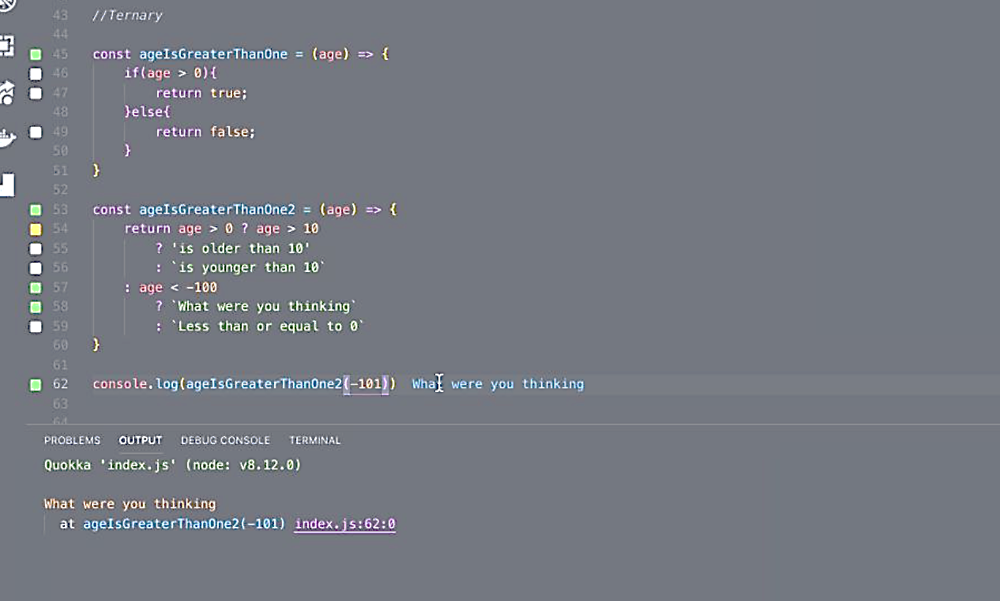 43 //Ternary
44
45 const ageIsGreaterThanOne = (age) => {
46 if(age > 0){
47 return true;
48 }else{
49 return false;
50 }
51 }
52
53 const ageIsGreaterThanOne2 = (age) => {
54 return age > 0 ? age > 10
55 ? 'is older than 10'
56 : `is younger than 10`
57 : age < -100
58 ? `What were you thinking`
59 : `Less than or equal to 0`
60 }
61
62 console.log(ageIsGreaterThanOne2(-101)) What were you thinking
63
64
PROBLEMS OUTPUT DEBUG CONSOLE TERMINAL
Quokka 'index.js' (node: v8.12.0)
What were you thinking
at ageIsGreaterThanOne2(-101) index.js:62:0